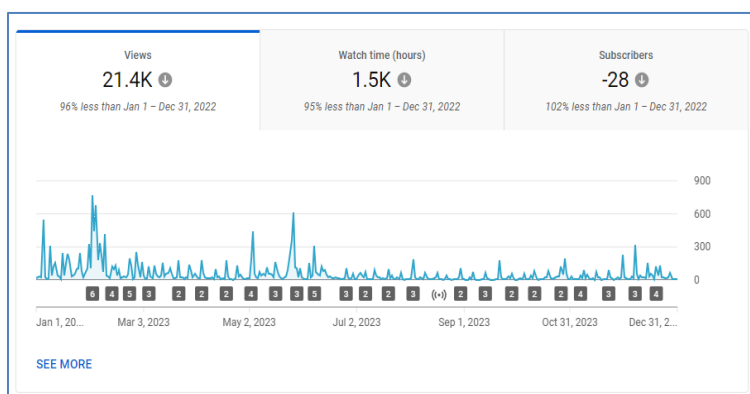 Views
21.4K
96% less than Jan 1 – Dec 31, 2022
Watch time (hours)
1.5K
95% less than Jan 1 – Dec 31, 2022
Subscribers
-28
102% less than Jan 1 – Dec 31, 2022
900
600
300
0
6 4 5 3 2 2 2 4 3 3 5 3 2 2 3 2 3 2 2 2 4 3 3 4
Jan 1, 20... Mar 3, 2023 May 2, 2023 Jul 2, 2023 Sep 1, 2023 Oct 31, 2023 Dec 31, 2...
SEE MORE